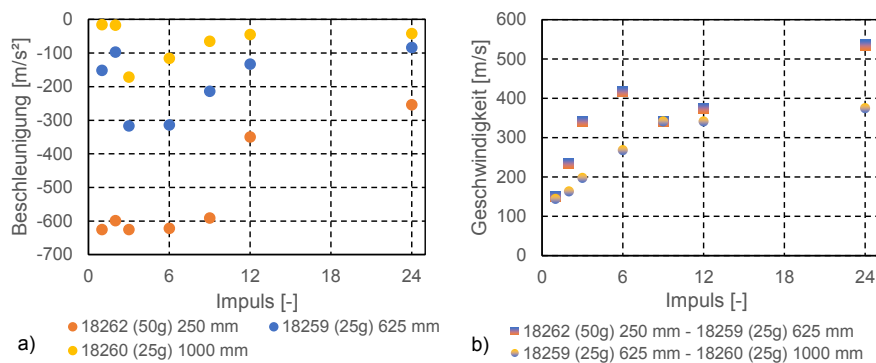 0
-100
-200
-300
-400
-500
-600
-700
Beschleunigung [m/s²]
0 6 12 18 24
Impuls [-]
18262 (50g) 250 mm 18259 (25g) 625 mm
18260 (25g) 1000 mm
a)
600
500
400
300
200
100
0
Geschwindigkeit [m/s]
0 6 12 18 24
Impuls [-]
18262 (50g) 250 mm - 18259 (25g) 625 mm
18259 (25g) 625 mm - 18260 (25g) 1000 mm
b)